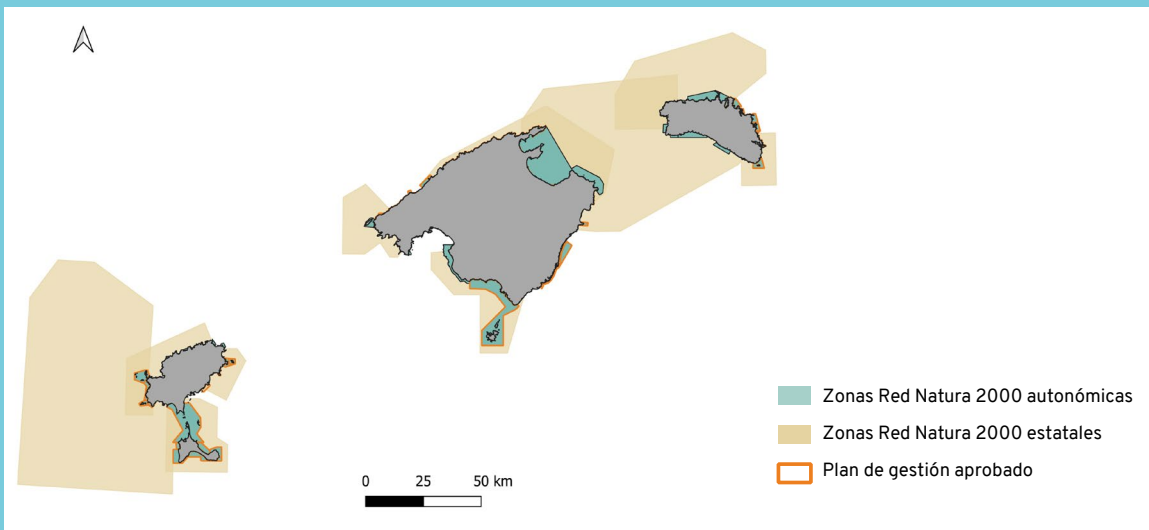 Zonas Red Natura 2000 autonómicas
Zonas Red Natura 2000 estatales
Plan de gestión aprobado
0 25 50 km